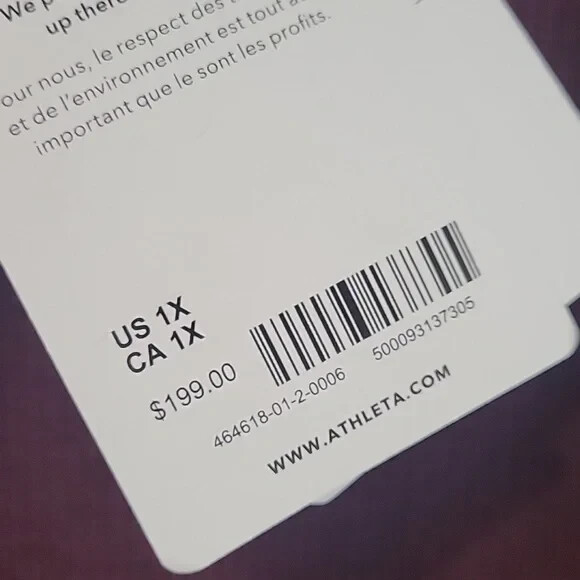 We
up there
our nous, le respect des
et de l'environnement est tout
important que le sont les profits.
US 1X
CA 1X
$199.00
464618-01-2-0006
500093137305
WWW.ATHLETA.COM